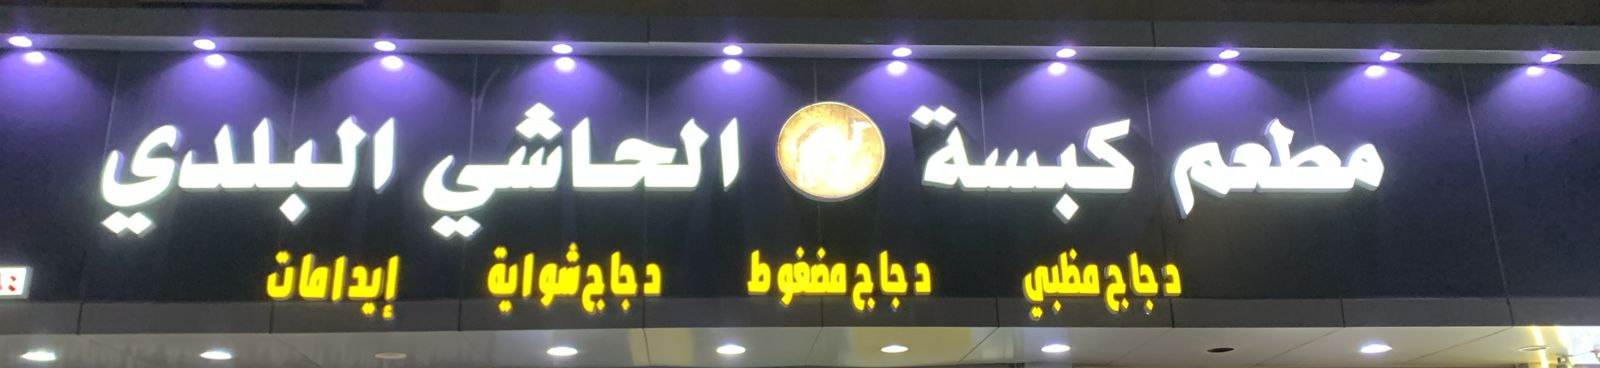 مطعم كبسة الحاشي البلدي
دجاج مظبي دجاج مضغوط دجاج شواية إيدامات